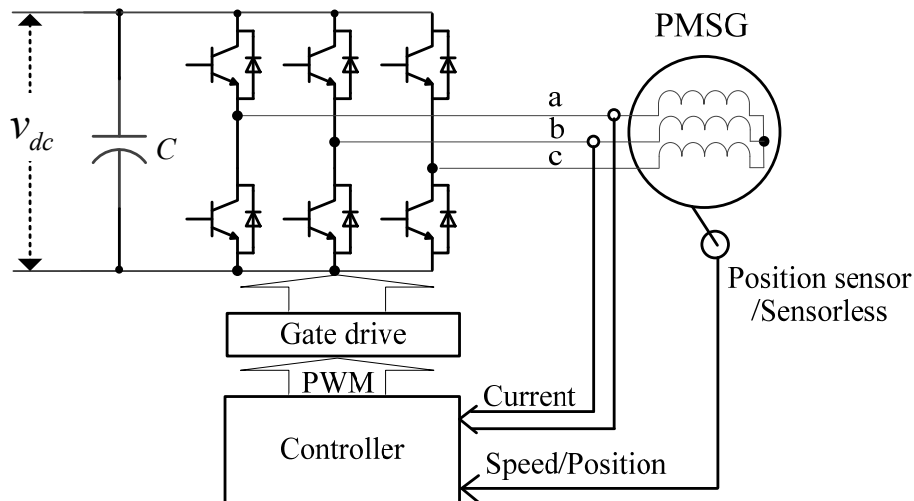 PMSG
a
b
c
v_dc
C
Position sensor
/Sensorless
Gate drive
PWM
Current
Controller
Speed/Position